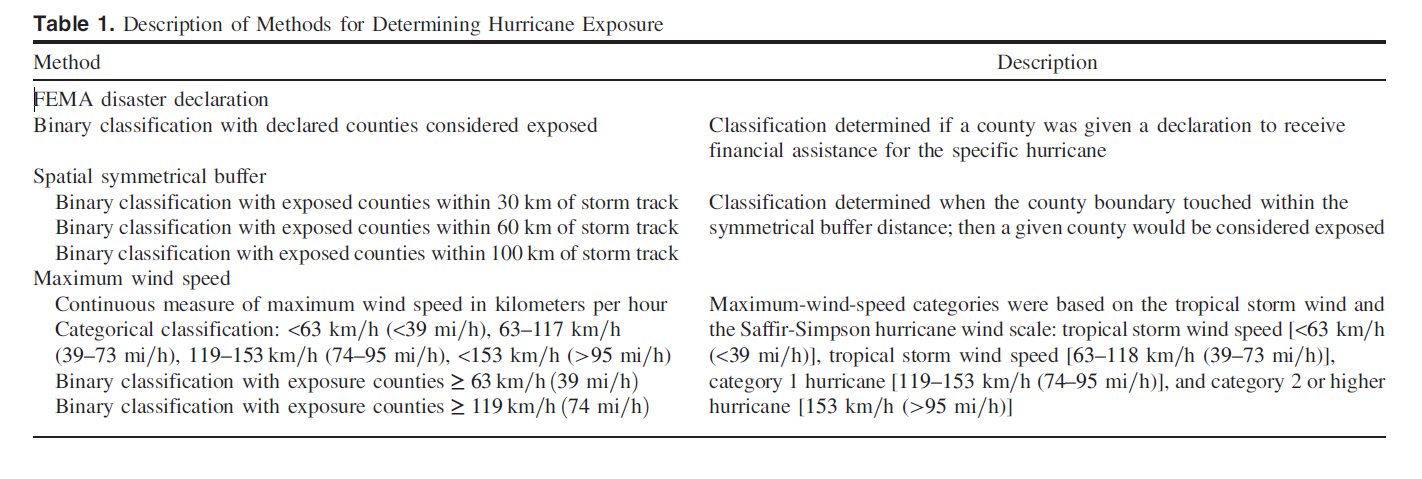 Table 1. Description of Methods for Determining Hurricane Exposure
Method Description
FEMA disaster declaration
Binary classification with declared counties considered exposed
Classification determined if a county was given a declaration to receive
financial assistance for the specific hurricane
Spatial symmetrical buffer
Binary classification with exposed counties within 30 km of storm track
Binary classification with exposed counties within 60 km of storm track
Binary classification with exposed counties within 100 km of storm track
Classification determined when the county boundary touched within the
symmetrical buffer distance; then a given county would be considered exposed
Maximum wind speed
Continuous measure of maximum wind speed in kilometers per hour
Categorical classification: <63 km/h (<39 mi/h), 63–117 km/h
(39–73 mi/h), 119–153 km/h (74–95 mi/h), <153 km/h (>95 mi/h)
Binary classification with exposure counties ≥ 63 km/h (39 mi/h)
Binary classification with exposure counties ≥ 119 km/h (74 mi/h)
Maximum-wind-speed categories were based on the tropical storm wind and
the Saffir-Simpson hurricane wind scale: tropical storm wind speed [<63 km/h
(<39 mi/h)], tropical storm wind speed [63–118 km/h (39–73 mi/h)],
category 1 hurricane [119–153 km/h (74–95 mi/h)], and category 2 or higher
hurricane [153 km/h (>95 mi/h)]